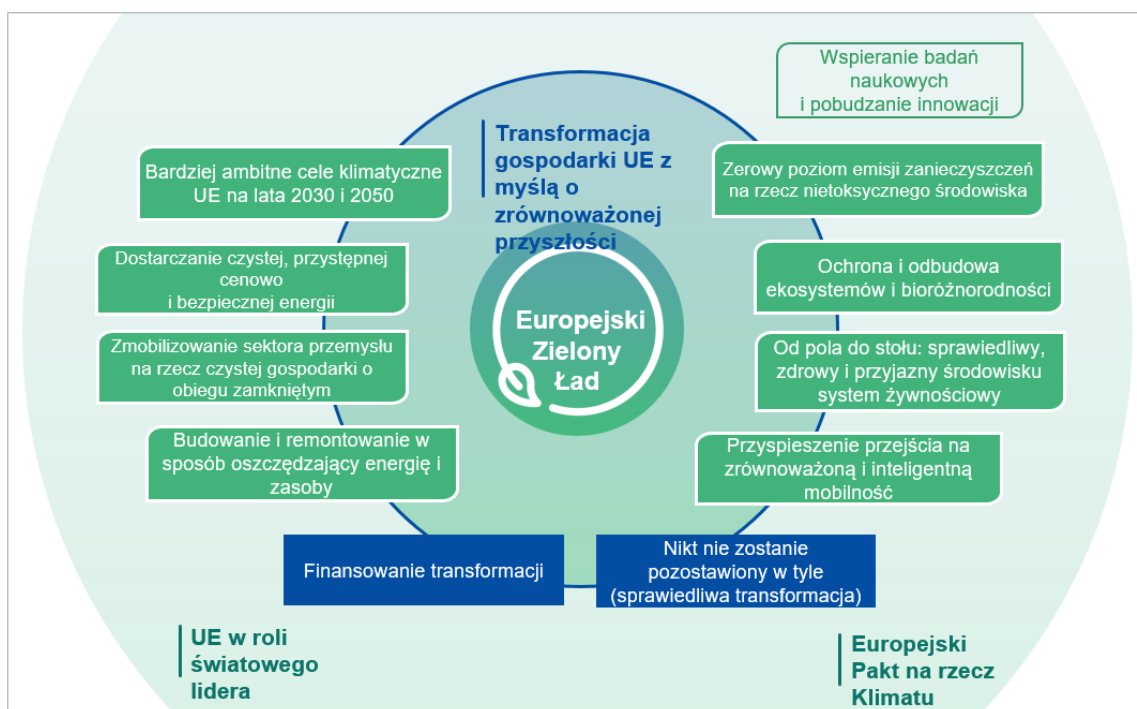 Wspieranie badań
naukowych
i pobudzanie innowacji
Transformacja
gospodarki UE z
myślą o
zrównoważonej
przyszłości
Bardziej ambitne cele klimatyczne
UE na lata 2030 i 2050
Zerowy poziom emisji zanieczyszczeń
na rzecz nietoksycznego środowiska
Dostarczanie czystej, przystępnej
cenowo
i bezpiecznej energii
Ochrona i odbudowa
ekosystemów i bioróżnorodności
Europejski
Zielony
Ład
Zmobilizowanie sektora przemysłu
na rzecz czystej gospodarki o
obiegu zamkniętym
Od pola do stołu: sprawiedliwy,
zdrowy i przyjazny środowisku
system żywnościowy
Budowanie i remontowanie w
sposób oszczędzający energię i
zasoby
Przyspieszenie przejścia na
zrównoważoną i inteligentną
mobilność
Finansowanie transformacji
Nikt nie zostanie
pozostawiony w tyle
(sprawiedliwa transformacja)
UE w roli
światowego
lidera
Europejski
Pakt na rzecz
Klimatu